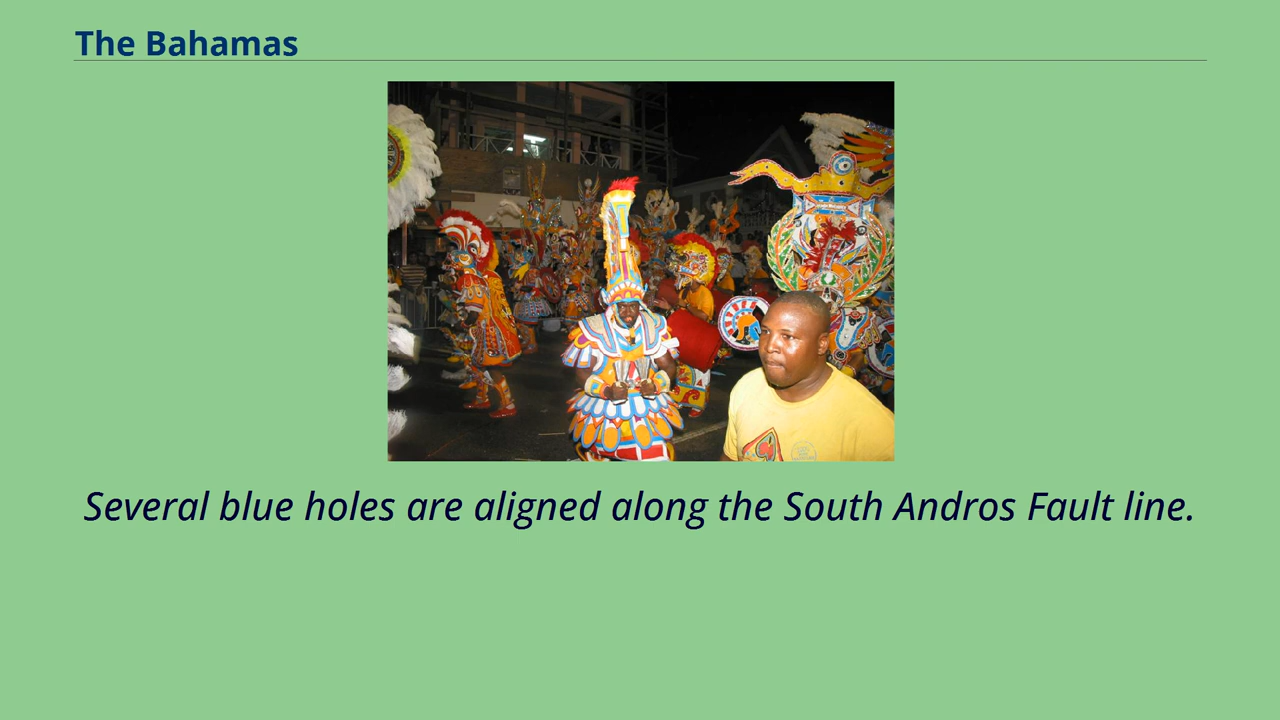 The Bahamas
Several blue holes are aligned along the South Andros Fault line.